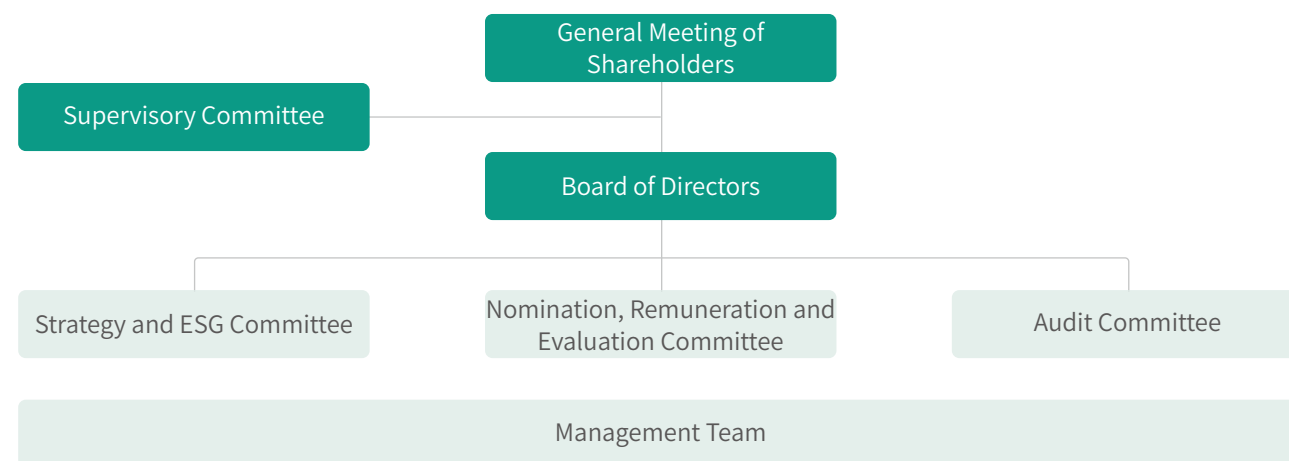 General Meeting of
Shareholders
Supervisory Committee
Board of Directors
Strategy and ESG Committee
Nomination, Remuneration and
Evaluation Committee
Audit Committee
Management Team